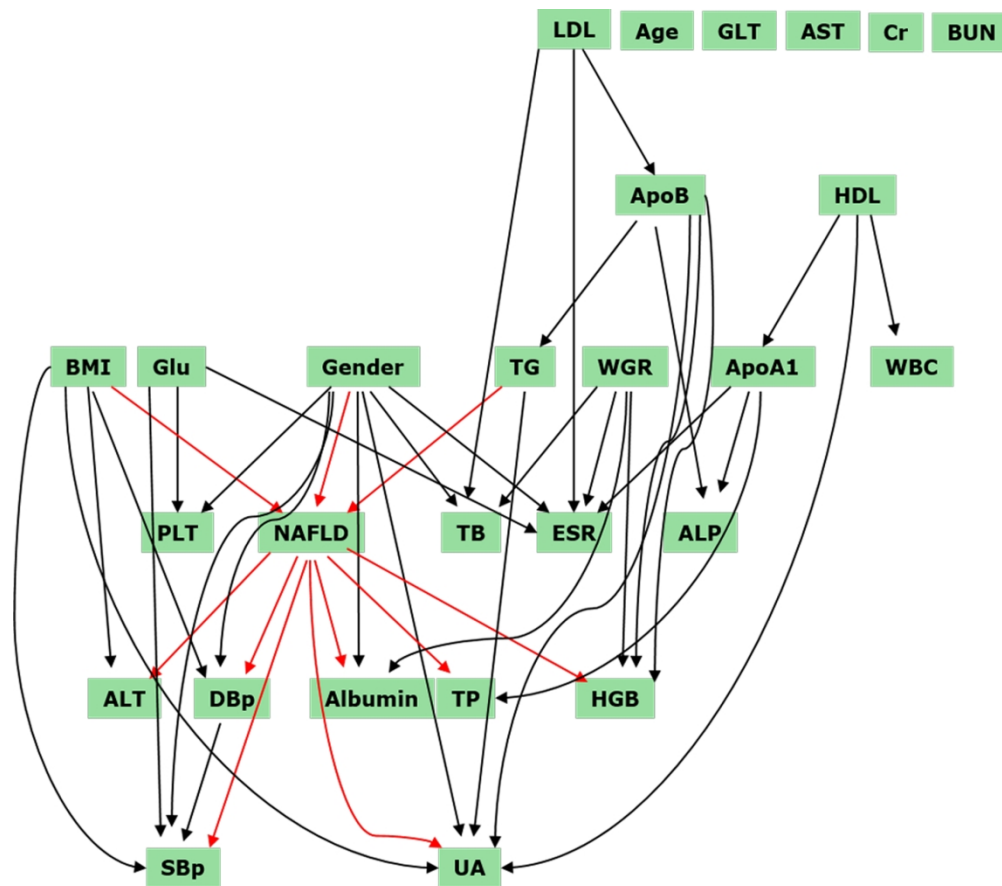 LDL Age GLT AST Cr BUN
ApoB HDL
BMI Glu Gender TG WGR ApoA1 WBC
PLT NAFLD TB ESR ALP
ALT DBp Albumin TP HGB
SBp UA